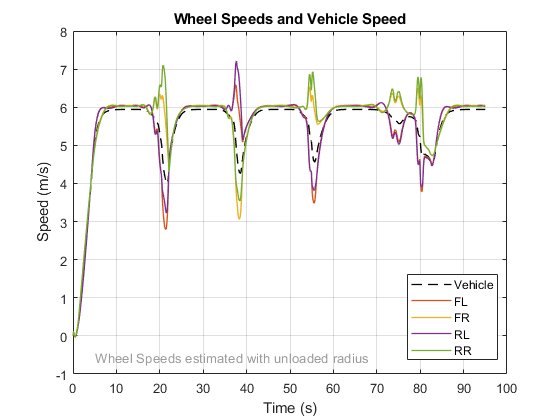 Wheel Speeds and Vehicle Speed
8
7
6
5
4
3
2
1
0
-1
Speed (m/s)
Vehicle
FL
FR
RL
RR
Wheel Speeds estimated with unloaded radius
0 10 20 30 40 50 60 70 80 90 100
Time (s)